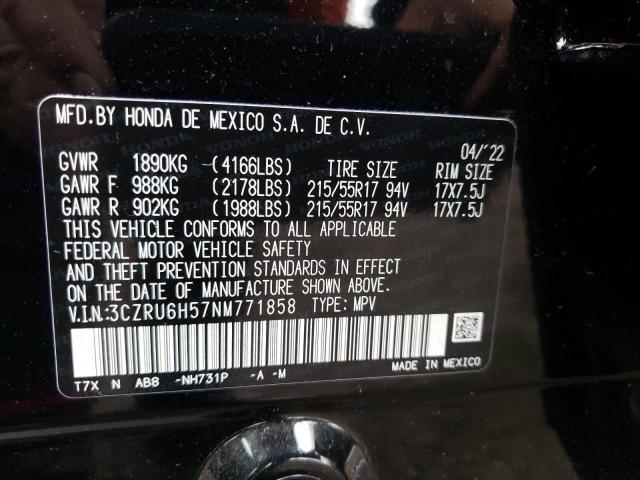 MFD.BY HONDA DE MEXICO S.A. DE C.V.
04/'22
GVWR 1890KG (4166LBS) TIRE SIZE RIM SIZE
GAWR F 988KG (2178LBS) 215/55R17 94V 17X7.5J
GAWR R 902KG (1988LBS) 215/55R17 94V 17X7.5J
THIS VEHICLE CONFORMS TO ALL APPLICABLE
FEDERAL MOTOR VEHICLE SAFETY
AND THEFT PREVENTION STANDARDS IN EFFECT
ON THE DATE OF MANUFACTURE SHOWN ABOVE.
V.I.N:3CZRU6H57NM771858 TYPE: MPV
MADE IN MEXICO
T7X N AB8 -NH731P -A -M